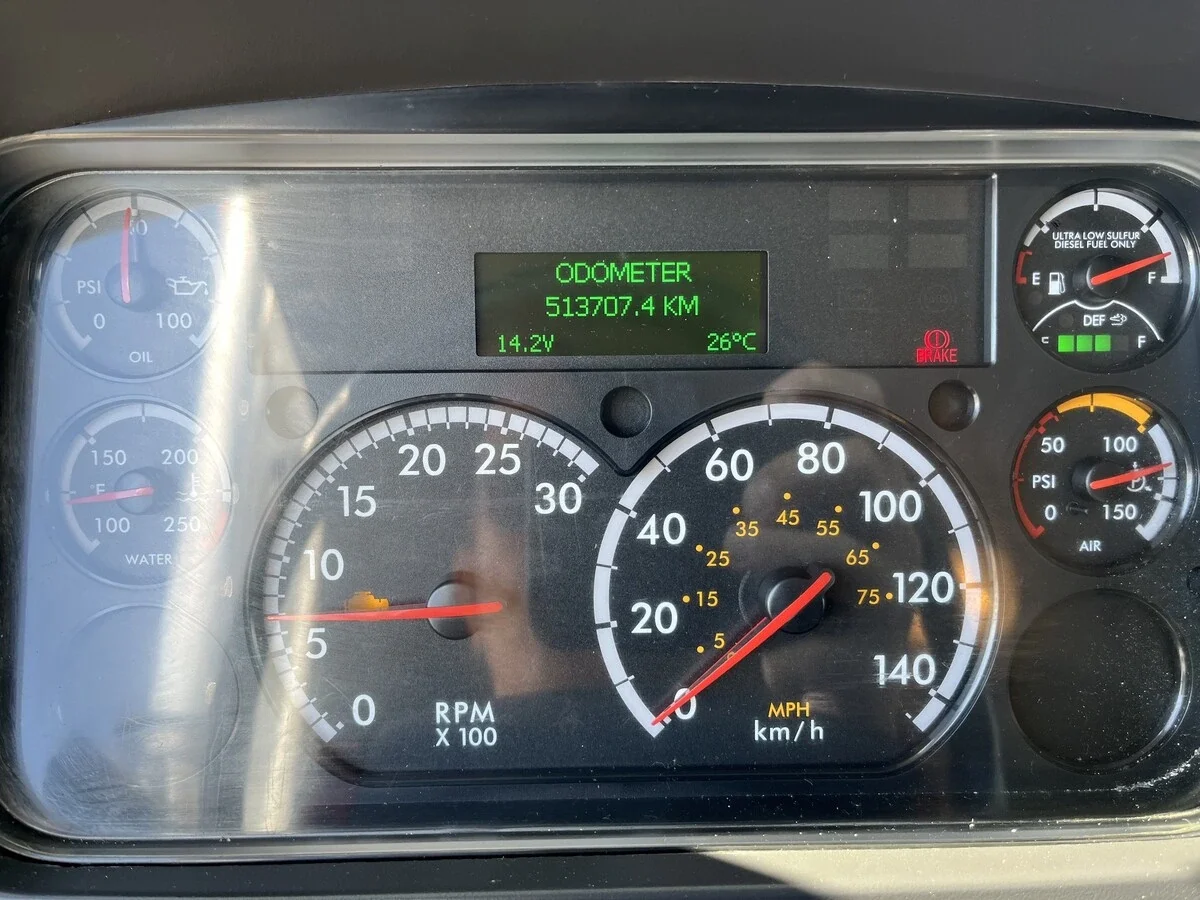 50
PSI
0
100
OIL
ODOMETER
513707.4 KM
14.2V
26°C
BRAKE
ULTRA LOW SULFUR
DIESEL FUEL ONLY
E
F
DEF
F
150
200
F
100
250
WATER
0
5
10
15
20
25
30
RPM
X 100
0
20
40
60
80
100
120
140
5
15
25
35
45
55
65
75
MPH
km/h
50
100
PSI
0
150
AIR